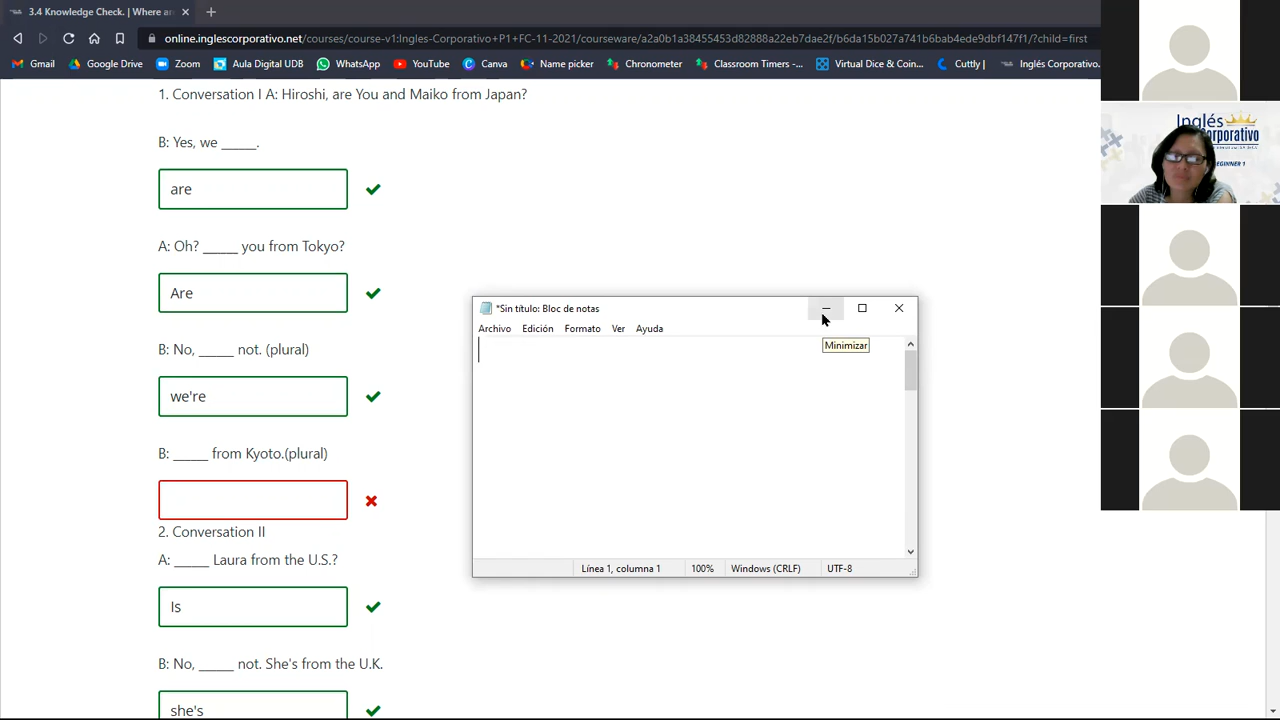 3.4 Knowledge Check. | Where ar
online.inglescorporativo.net/courses/course-v1:Ingles-Corporativo+P1+FC-11-2021/courseware/a2a0b1a38455453d82888a22eb7dae2f/b6da15b027a741b6bab4ede9dbf147f1/?child=first
Gmail Google Drive Zoom Aula Digital UDB WhatsApp YouTube Canva Name picker Chronometer Classroom Timers -... Virtual Dice & Coin... Cuttly | Inglés Corporativo.
1. Conversation I A: Hiroshi, are You and Maiko from Japan?
B: Yes, we _____.
are
A: Oh? _____ you from Tokyo?
Are
B: No, _____ not. (plural)
we're
B: _____ from Kyoto.(plural)
2. Conversation II
A: _____ Laura from the U.S.?
Is
B: No, _____ not. She's from the U.K.
she's
*Sin título: Bloc de notas
Archivo Edición Formato Ver Ayuda
Minimizar
Línea 1, columna 1 100% Windows (CRLF) UTF-8
Inglés
Corporativo
BEGINNER 1